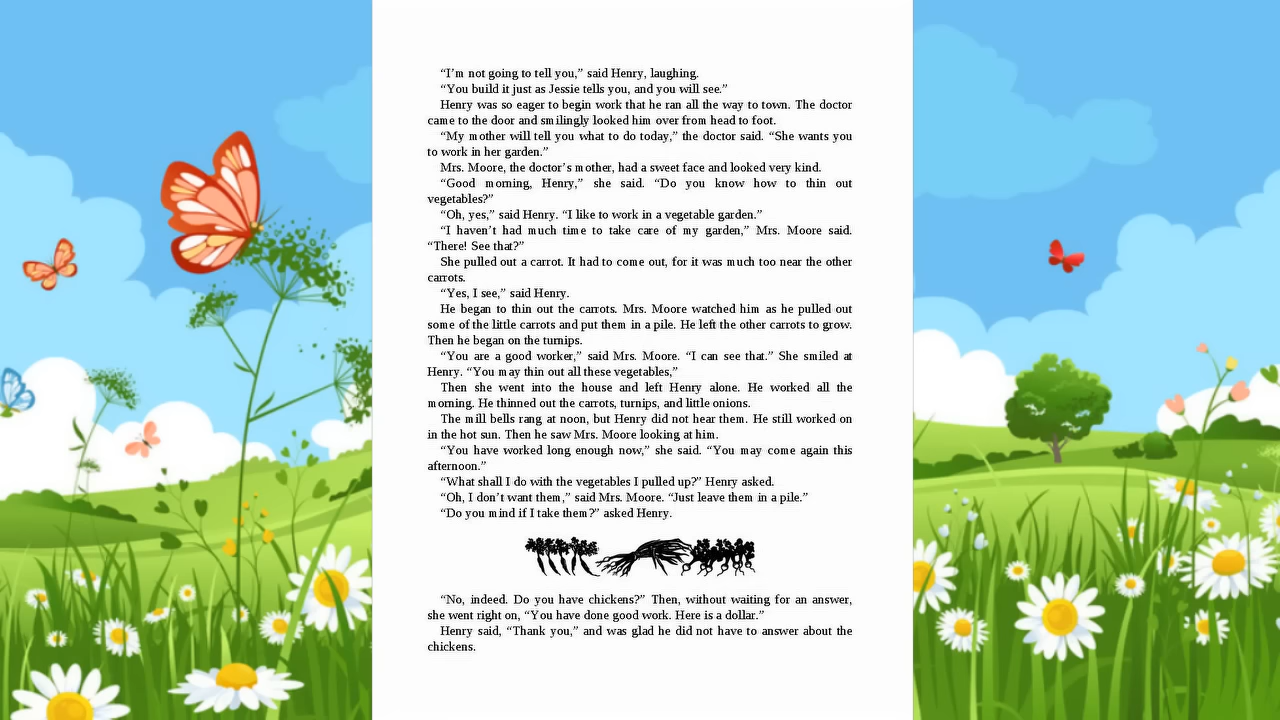 “I’m not going to tell you,” said Henry, laughing.
“You build it just as Jessie tells you, and you will see.”
Henry was so eager to begin work that he ran all the way to town. The doctor
came to the door and smilingly looked him over from head to foot.
“My mother will tell you what to do today,” the doctor said. “She wants you
to work in her garden.”
Mrs. Moore, the doctor’s mother, had a sweet face and looked very kind.
“Good morning, Henry,” she said. “Do you know how to thin out
vegetables?”
“Oh, yes,” said Henry. “I like to work in a vegetable garden.”
“I haven’t had much time to take care of my garden,” Mrs. Moore said.
“There! See that?”
She pulled out a carrot. It had to come out, for it was much too near the other
carrots.
“Yes, I see,” said Henry.
He began to thin out the carrots. Mrs. Moore watched him as he pulled out
some of the little carrots and put them in a pile. He left the other carrots to grow.
Then he began on the turnips.
“You are a good worker,” said Mrs. Moore. “I can see that.” She smiled at
Henry. “You may thin out all these vegetables,”
Then she went into the house and left Henry alone. He worked all the
morning. He thinned out the carrots, turnips, and little onions.
The mill bells rang at noon, but Henry did not hear them. He still worked on
in the hot sun. Then he saw Mrs. Moore looking at him.
“You have worked long enough now,” she said. “You may come again this
afternoon.”
“What shall I do with the vegetables I pulled up?” Henry asked.
“Oh, I don’t want them,” said Mrs. Moore. “Just leave them in a pile.”
“Do you mind if I take them?” asked Henry.
“No, indeed. Do you have chickens?” Then, without waiting for an answer,
she went right on, “You have done good work. Here is a dollar.”
Henry said, “Thank you,” and was glad he did not have to answer about the
chickens.